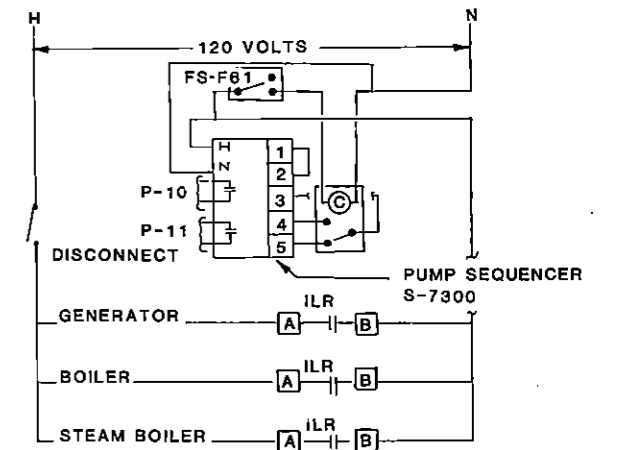 H
N
120 VOLTS
FS-F61
H
N
1
2
3
4
5
C
P-10
P-11
DISCONNECT
PUMP SEQUENCER
S-7300
GENERATOR
ILR
A
B
BOILER
ILR
A
B
STEAM BOILER
ILR
A
B